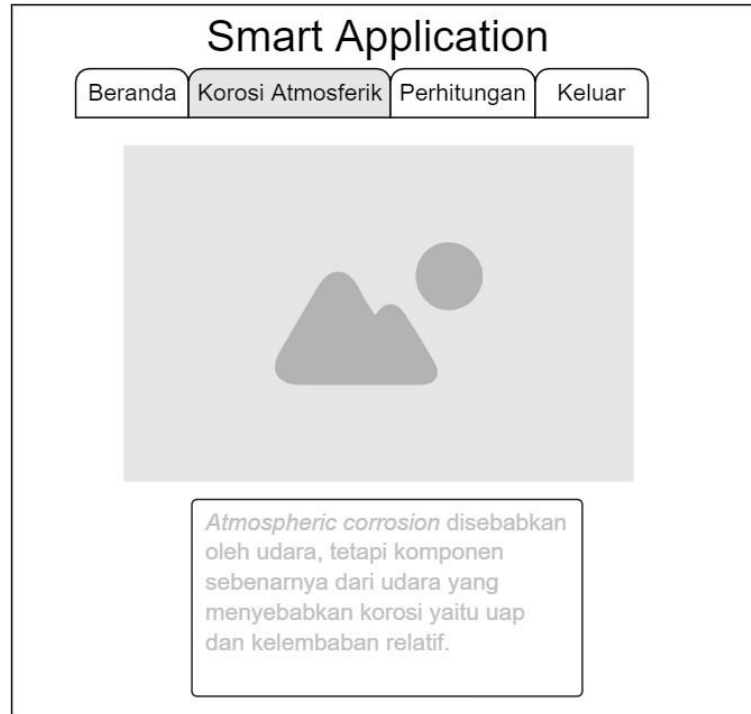 Smart Application
Beranda Korosi Atmosferik Perhitungan Keluar
Atmospheric corrosion disebabkan
oleh udara, tetapi komponen
sebenarnya dari udara yang
menyebabkan korosi yaitu uap
dan kelembaban relatif.